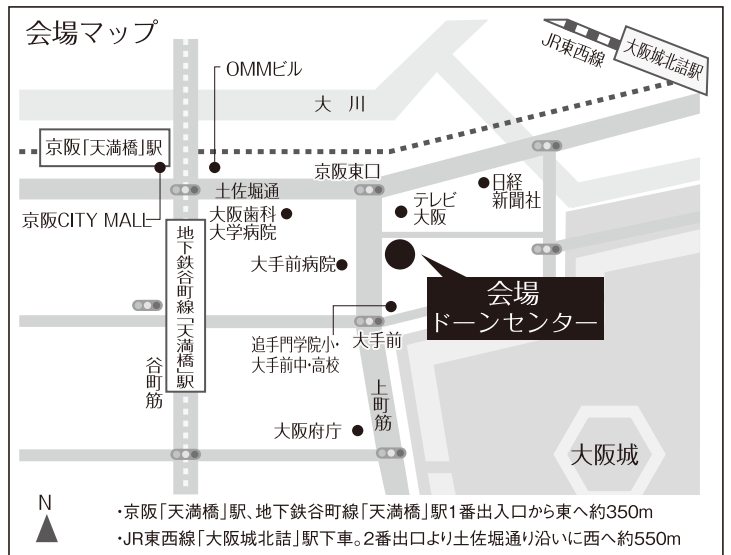 会場マップ
JR東西線
大阪城北詰駅
OMMビル
大川
京阪「天満橋」駅
京阪東口
土佐堀通
日経
新聞社
テレビ
大阪
京阪CITY MALL
大阪歯科
大学病院
地下鉄谷町線「天満橋」駅
大手前病院
会場
ドーンセンター
追手門学院小・
大手前中・高校
大手前
谷町筋
上町筋
大阪府庁
大阪城
N
・京阪「天満橋」駅、地下鉄谷町線「天満橋」駅1番出入口から東へ約350m
・JR東西線「大阪城北詰」駅下車。2番出口より土佐堀通り沿いに西へ約550m